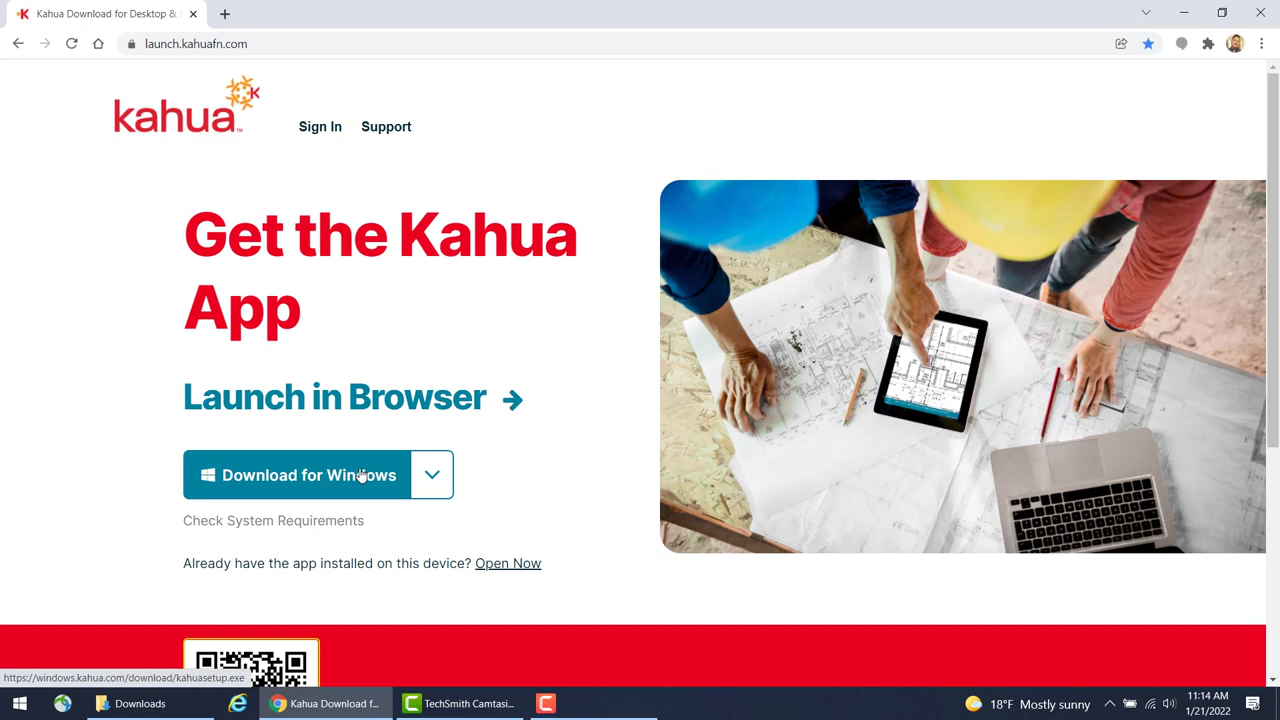 Kahua Download for Desktop &
launch.kahuafn.com
kahua
K
TM
Sign In
Support
Get the Kahua
App
Launch in Browser
Download for Windows
Check System Requirements
Already have the app installed on this device? Open Now
https://windows.kahua.com/download/kahuasetup.exe
Downloads
Kahua Download f...
TechSmith Camtasi...
18°F Mostly sunny
11:14 AM
1/21/2022